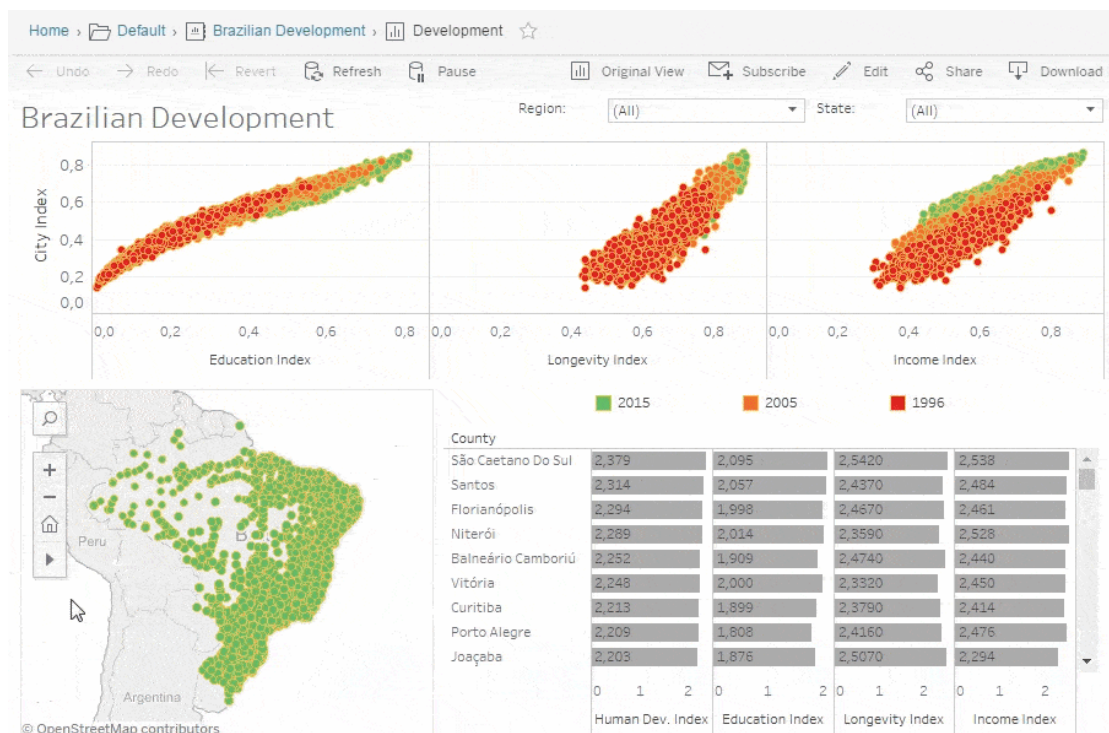 Home › Default › Brazilian Development › Development
Undo Redo Revert Refresh Pause Original View Subscribe Edit Share Download
Brazilian Development
Region: (All) State: (All)
City Index
0,8
0,6
0,4
0,2
0,0
0,0 0,2 0,4 0,6 0,8 0,0 0,2 0,4 0,6 0,8 0,0 0,2 0,4 0,6 0,8
Education Index Longevity Index Income Index
2015 2005 1996
County
São Caetano Do Sul 2,379 2,095 2,5420 2,538
Santos 2,314 2,057 2,4370 2,484
Florianópolis 2,294 1,998 2,4670 2,461
Niterói 2,289 2,014 2,3590 2,528
Balneário Camboriú 2,252 1,909 2,4740 2,440
Vitória 2,248 2,000 2,3320 2,450
Curitiba 2,213 1,899 2,3790 2,414
Porto Alegre 2,209 1,808 2,4160 2,476
Joaçaba 2,203 1,876 2,5070 2,294
0 1 2 0 1 2 0 1 2 0 1 2
Human Dev. Index Education Index Longevity Index Income Index
Peru
B
Argentina
© OpenStreetMap contributors